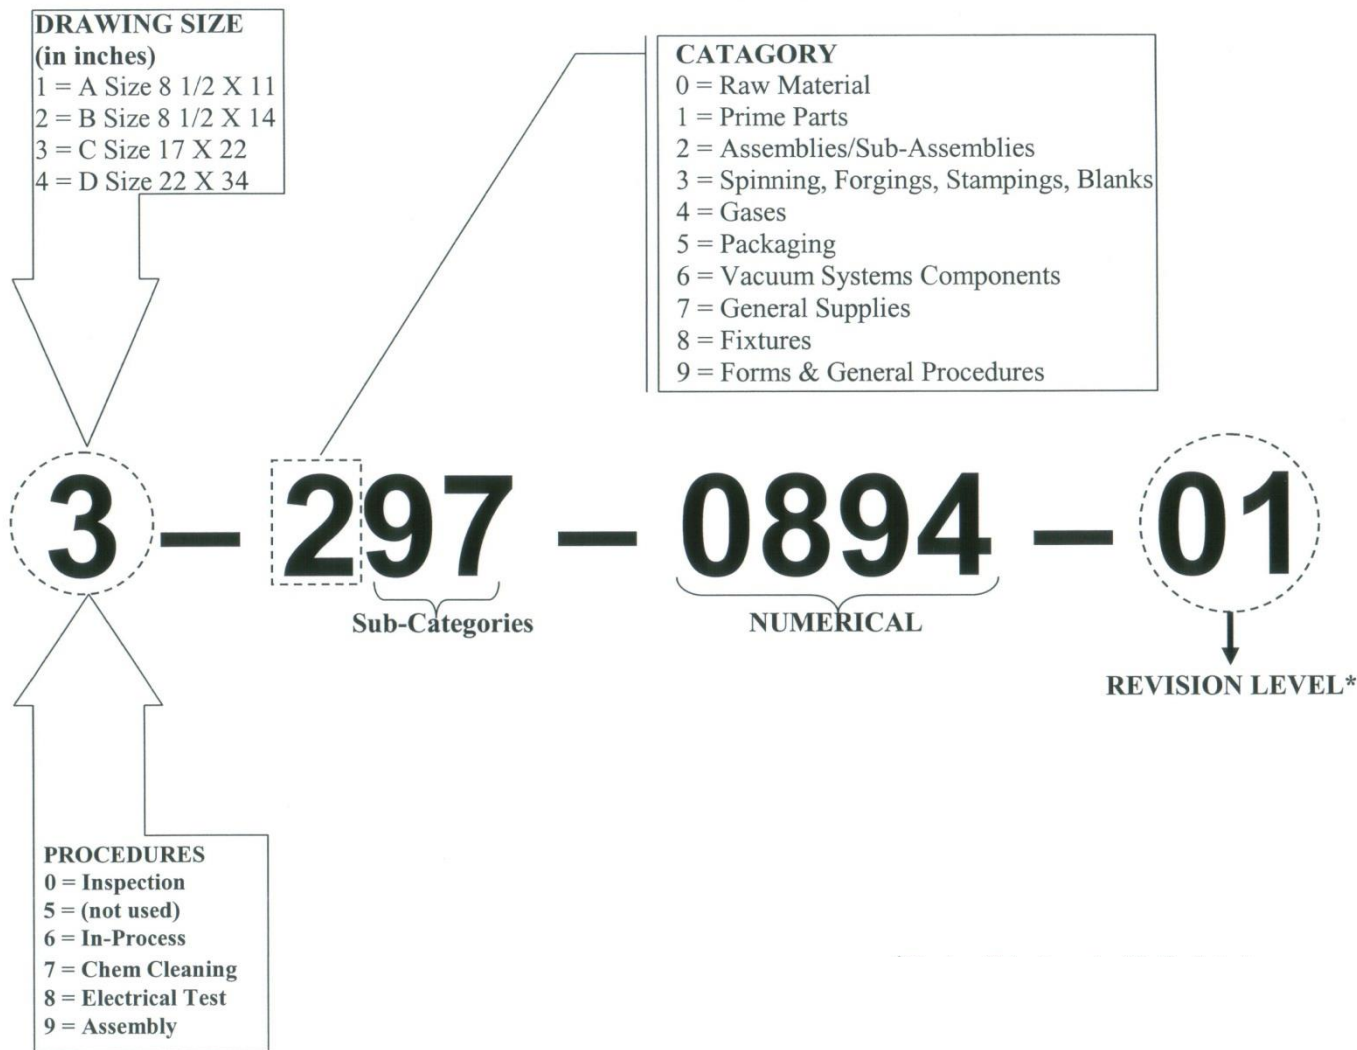 DRAWING SIZE
(in inches)
1 = A Size 8 1/2 X 11
2 = B Size 8 1/2 X 14
3 = C Size 17 X 22
4 = D Size 22 X 34
CATAGORY
0 = Raw Material
1 = Prime Parts
2 = Assemblies/Sub-Assemblies
3 = Spinning, Forgings, Stampings, Blanks
4 = Gases
5 = Packaging
6 = Vacuum Systems Components
7 = General Supplies
8 = Fixtures
9 = Forms & General Procedures
3 – 297 – 0894 – 01
Sub-Categories
NUMERICAL
REVISION LEVEL*
PROCEDURES
0 = Inspection
5 = (not used)
6 = In-Process
7 = Chem Cleaning
8 = Electrical Test
9 = Assembly